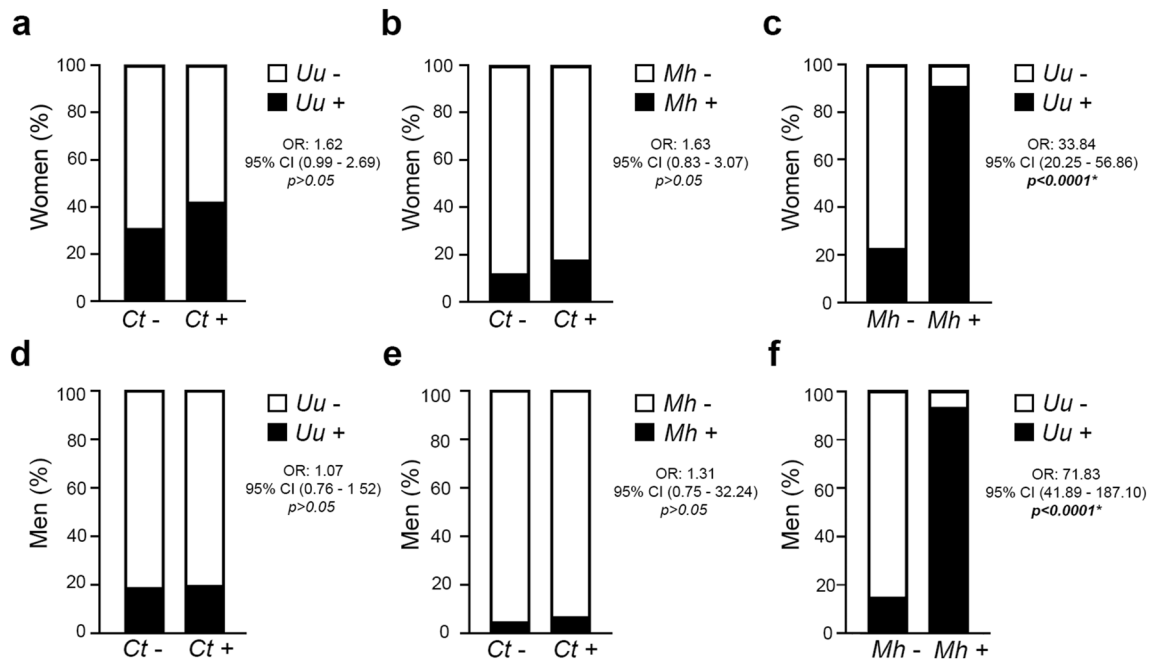 a
100
80
60
40
20
0
Women (%)
Ct -
Ct +
Uu -
Uu +
OR: 1.62
95% CI (0.99 - 2.69)
p>0.05
b
100
80
60
40
20
0
Women (%)
Ct -
Ct +
Mh -
Mh +
OR: 1.63
95% CI (0.83 - 3.07)
p>0.05
c
100
80
60
40
20
0
Women (%)
Mh -
Mh +
Uu -
Uu +
OR: 33.84
95% CI (20.25 - 56.86)
p<0.0001*
d
100
80
60
40
20
0
Men (%)
Ct -
Ct +
Uu -
Uu +
OR: 1.07
95% CI (0.76 - 1 52)
p>0.05
e
100
80
60
40
20
0
Men (%)
Ct -
Ct +
Mh -
Mh +
OR: 1.31
95% CI (0.75 - 32.24)
p>0.05
f
100
80
60
40
20
0
Men (%)
Mh -
Mh +
Uu -
Uu +
OR: 71.83
95% CI (41.89 - 187.10)
p<0.0001*